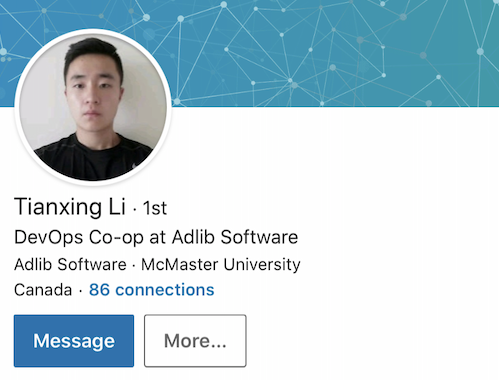 Tianxing Li · 1st
DevOps Co-op at Adlib Software
Adlib Software · McMaster University
Canada · 86 connections
Message More...